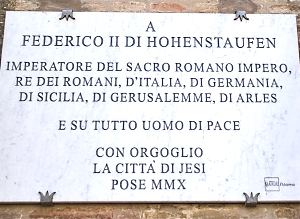 A
FEDERICO II DI HOHENSTAUFEN
IMPERATORE DEL SACRO ROMANO IMPERO,
RE DEI ROMANI, D'ITALIA, DI GERMANIA,
DI SICILIA, DI GERUSALEMME, DI ARLES
E SU TUTTO UOMO DI PACE
CON ORGOGLIO
LA CITTÀ DI JESI
POSE MMX